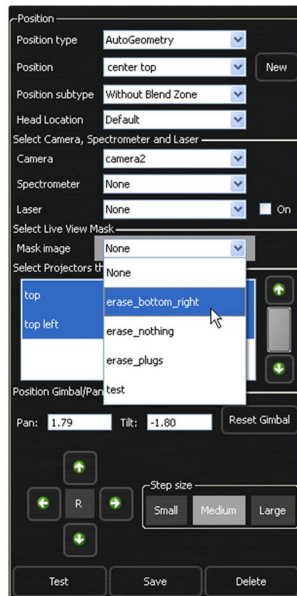 Position
Position type AutoGeometry
Position center top New
Position subtype Without Blend Zone
Head Location Default
Select Camera, Spectrometer and Laser
Camera camera2
Spectrometer None
Laser None On
Select Live View Mask
Mask image None
Select Projectors th
None
top
erase_bottom_right
top left
erase_nothing
erase_plugs
test
Position Gimbal/Pan
Pan: 1.79 Tilt: -1.80 Reset Gimbal
Step size
R Small Medium Large
Test Save Delete